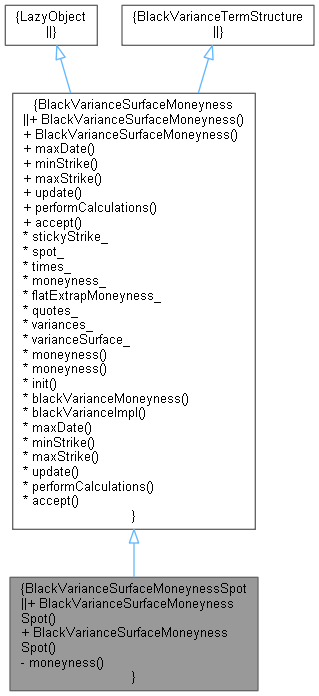 {LazyObject
||}
{BlackVarianceTermStructure
||}
{BlackVarianceSurfaceMoneyness
||+ BlackVarianceSurfaceMoneyness()
+ BlackVarianceSurfaceMoneyness()
+ maxDate()
+ minStrike()
+ maxStrike()
+ update()
+ performCalculations()
+ accept()
* stickyStrike_
* spot_
* times_
* moneyness_
* flatExtrapMoneyness_
* quotes_
* variances_
* varianceSurface_
* moneyness()
* moneyness()
* init()
* blackVarianceMoneyness()
* blackVarianceImpl()
* maxDate()
* minStrike()
* maxStrike()
* update()
* performCalculations()
* accept()
}
{BlackVarianceSurfaceMoneynessSpot
||+ BlackVarianceSurfaceMoneyness
Spot()
+ BlackVarianceSurfaceMoneyness
Spot()
- moneyness()
}